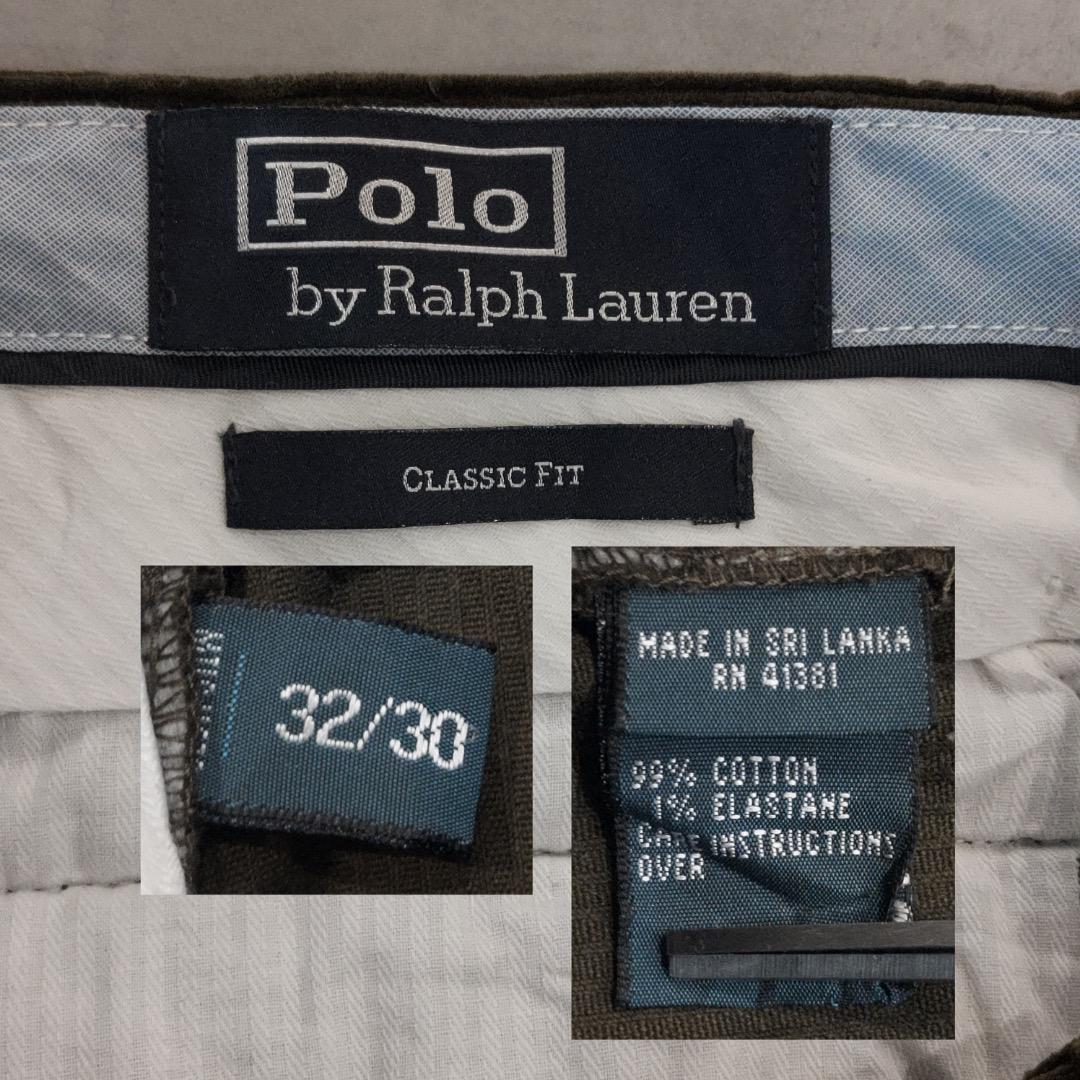 Polo
by Ralph Lauren
CLASSIC FIT
32/30
MADE IN SRI LANKA
RN 41381
99% COTTON
1% ELASTANE
CARE INSTRUCTIONS
OVER